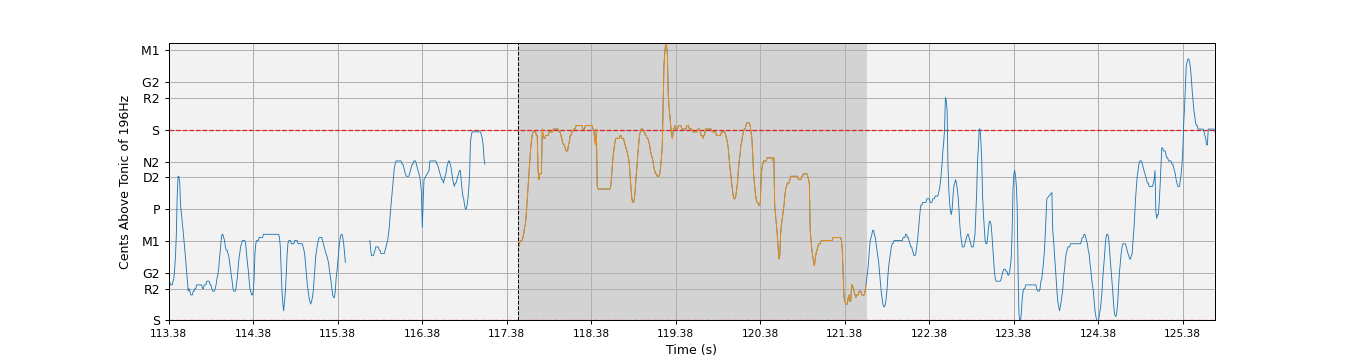 M1
G2
R2
S
N2
D2
P
M1
G2
R2
S
Cents Above Tonic of 196Hz
113.38 114.38 115.38 116.38 117.38 118.38 119.38 120.38 121.38 122.38 123.38 124.38 125.38
Time (s)